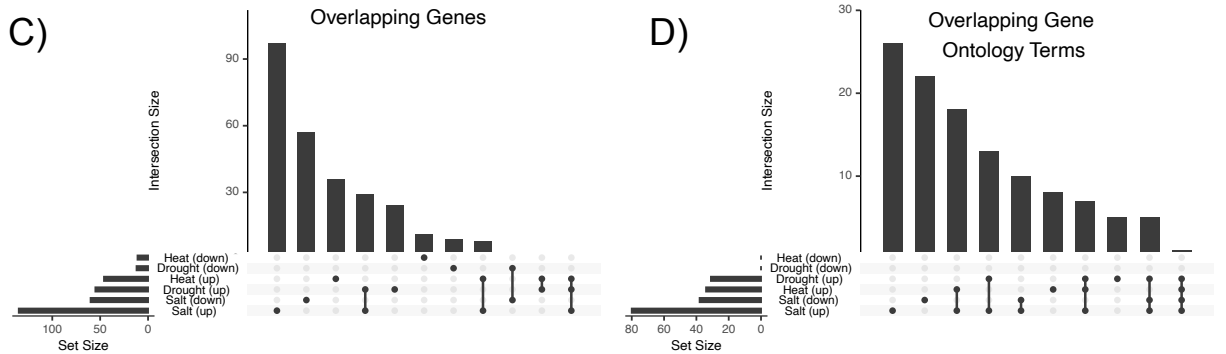 C)
Overlapping Genes
90
60
30
Intersection Size
Heat (down)
Drought (down)
Heat (up)
Drought (up)
Salt (down)
Salt (up)
100
50
0
Set Size
D)
Overlapping Gene
Ontology Terms
30
20
10
Intersection Size
Heat (down)
Drought (down)
Drought (up)
Heat (up)
Salt (down)
Salt (up)
80
60
40
20
0
Set Size